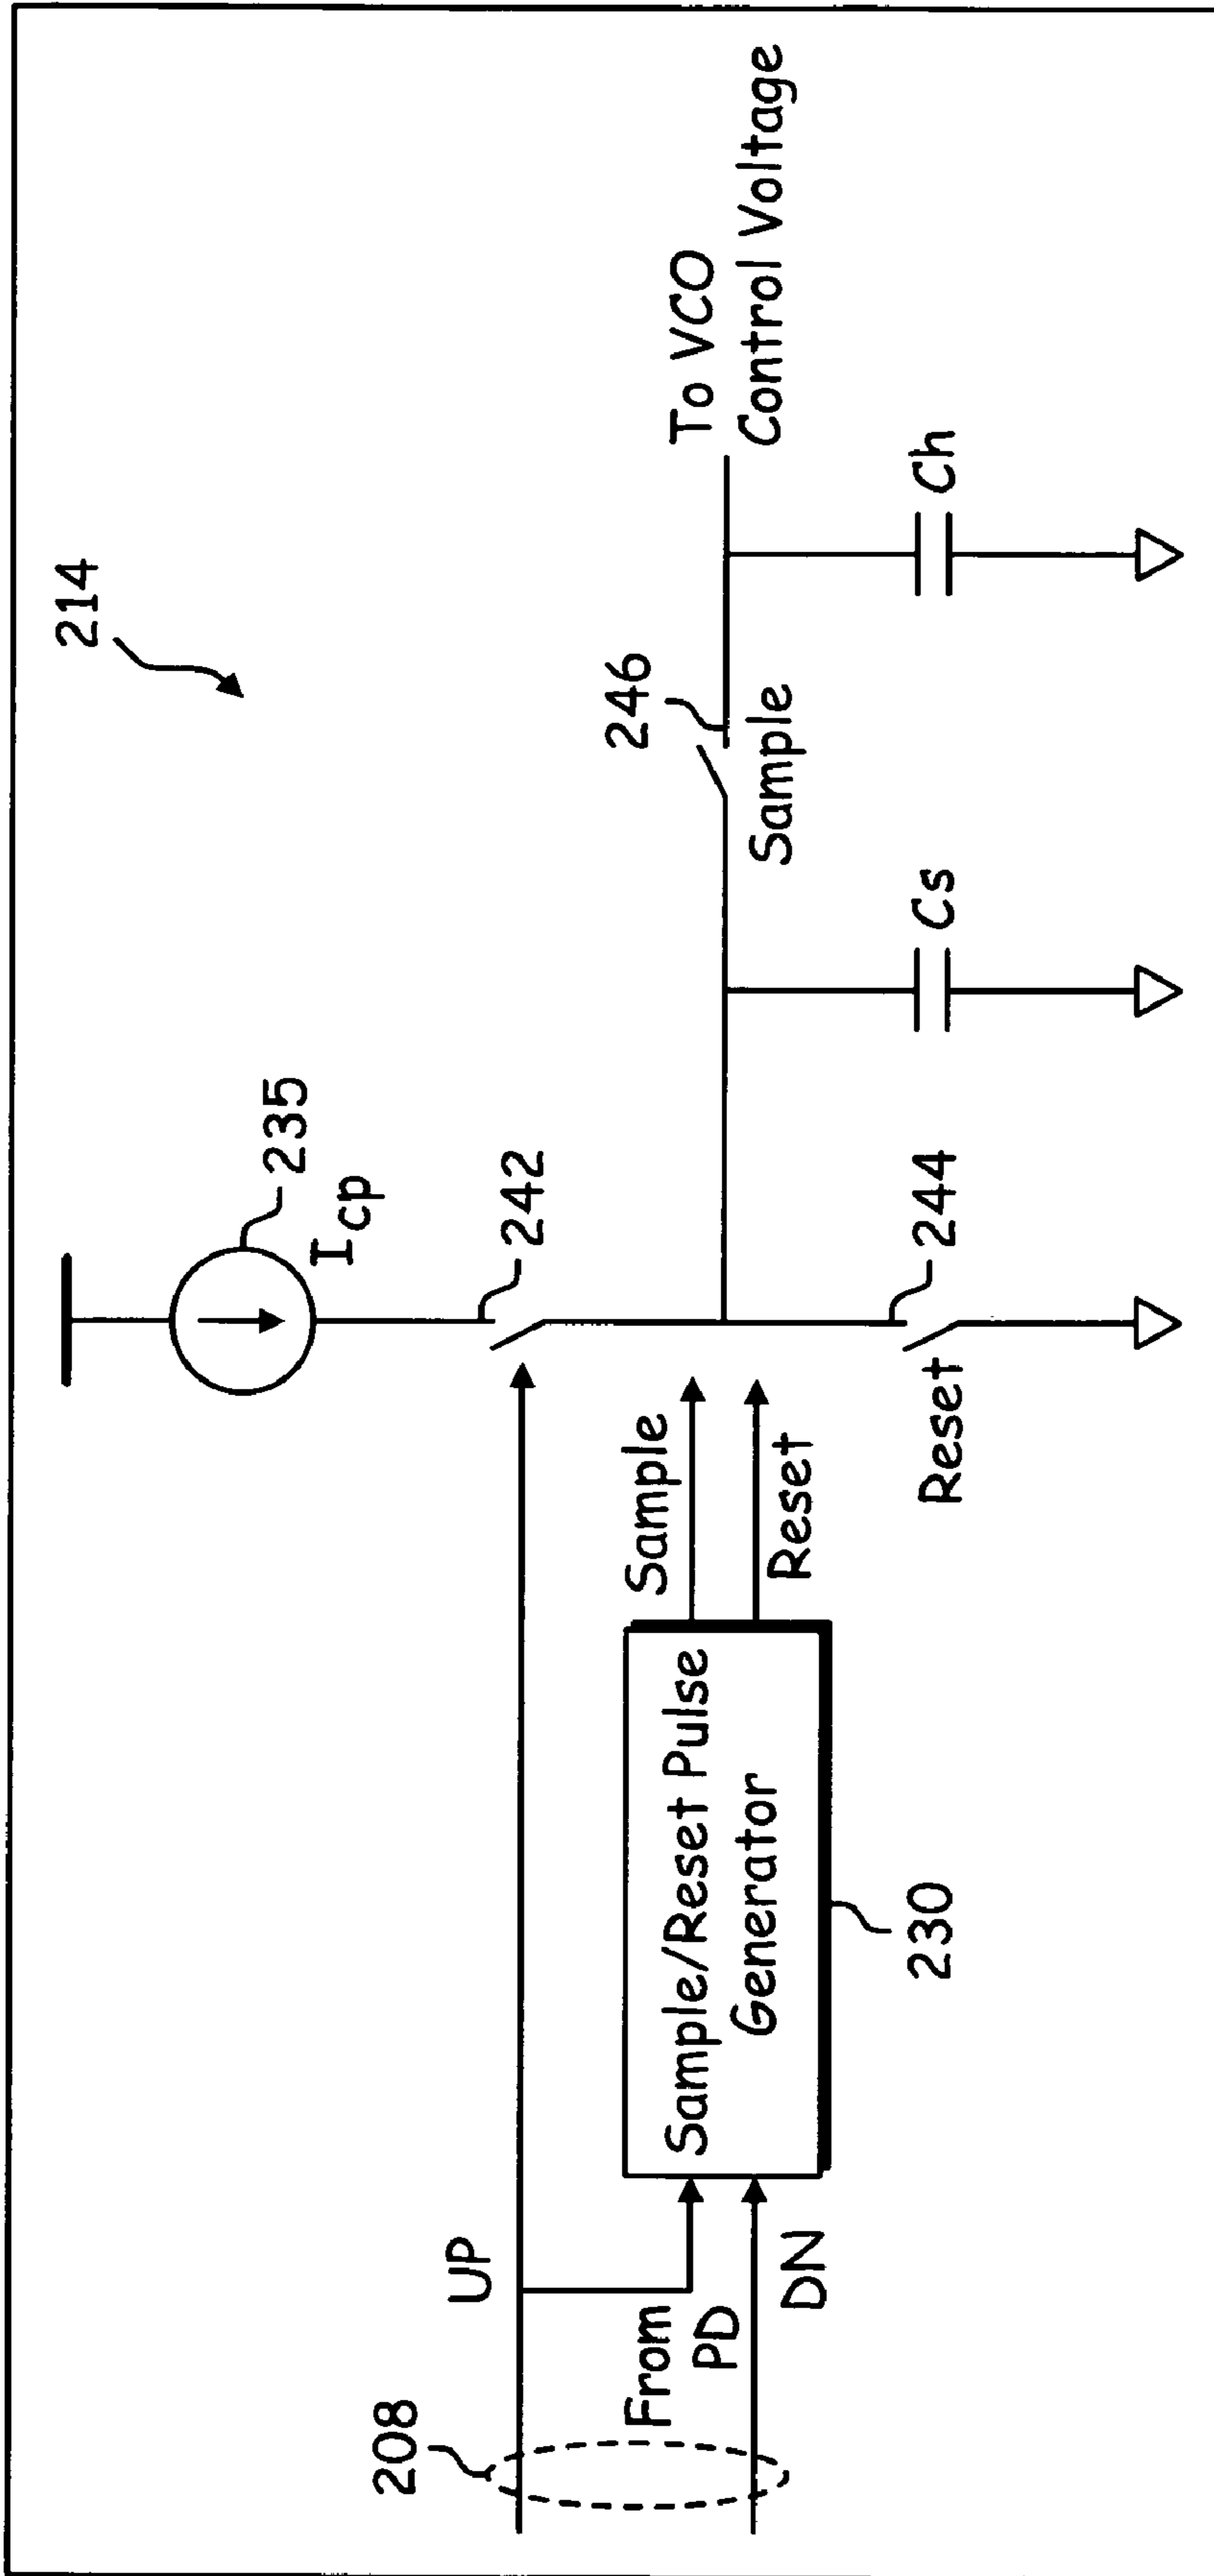 214
235
I cp
208
UP
242
246
To VCO
Control Voltage
From
PD
DN
Sample/Reset Pulse
Generator
230
Sample
Reset
Reset
244
Sample
Cs
Ch